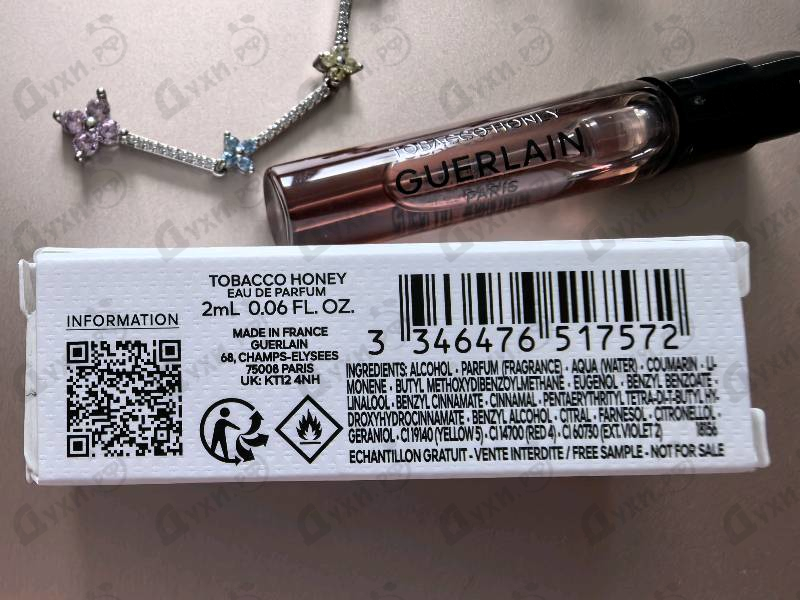 TOBACCO HONEY
GUERLAIN
PARIS
TOBACCO HONEY
EAU DE PARFUM
2mL 0.06 FL. OZ.
INFORMATION
MADE IN FRANCE
GUERLAIN
68, CHAMPS-ELYSEES
75008 PARIS
UK: KT12 4NH
3 346476 517572
INGREDIENTS: ALCOHOL • PARFUM (FRAGRANCE) • AQUA (WATER) • COUMARIN • LI-
MONENE • BUTYL METHOXYDIBENZOYLMETHANE • EUGENOL • BENZYL BENZOATE •
LINALOOL • BENZYL CINNAMATE • CINNAMAL • PENTAERYTHRITYL TETRA-DI-T-BUTYL HY-
DROXYHYDROCINNAMATE • BENZYL ALCOHOL • CITRAL • FARNESOL • CITRONELLOL •
GERANIOL • CI 19140 (YELLOW 5) • CI 14700 (RED 4) • CI 60730 (EXT. VIOLET 2) 18156
ECHANTILLON GRATUIT - VENTE INTERDITE / FREE SAMPLE - NOT FOR SALE
Духи.рф